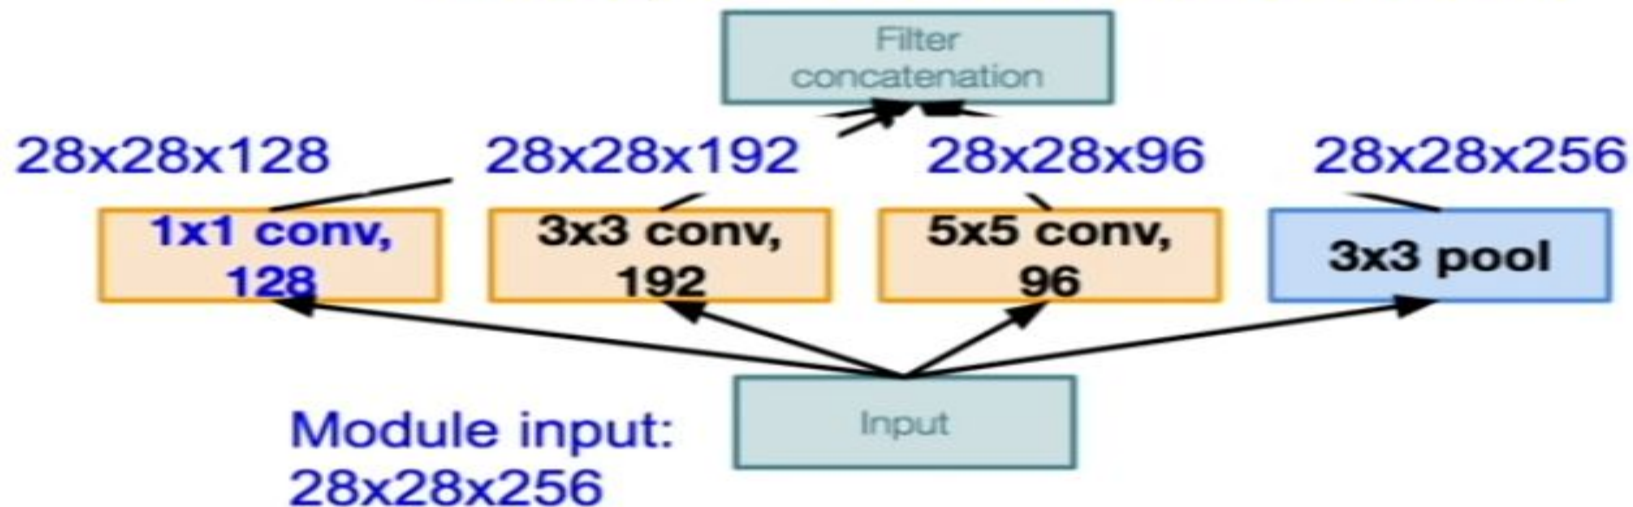 Filter
concatenation
28x28x128 28x28x192 28x28x96 28x28x256
1x1 conv,
128
3x3 conv,
192
5x5 conv,
96
3x3 pool
Input
Module input:
28x28x256